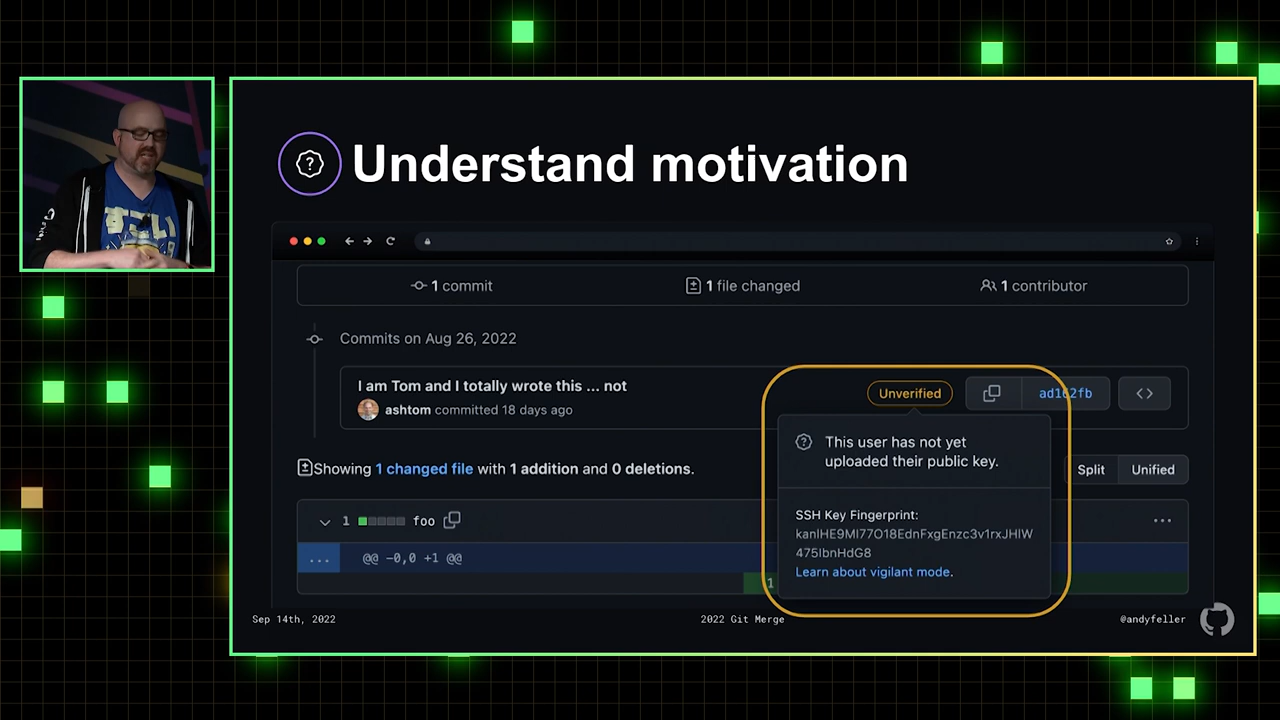 Understand motivation
1 commit
1 file changed
1 contributor
Commits on Aug 26, 2022
I am Tom and I totally wrote this ... not
ashtom committed 18 days ago
Unverified
ad162fb
This user has not yet
uploaded their public key.
Showing 1 changed file with 1 addition and 0 deletions.
Split
Unified
SSH Key Fingerprint:
kanlHE9MI77O18EdnFxgEnzc3v1rxJHIW
475IbnHdG8
Learn about vigilant mode.
1
foo
@@ -0,0 +1 @@
1
Sep 14th, 2022
2022 Git Merge
@andyfeller